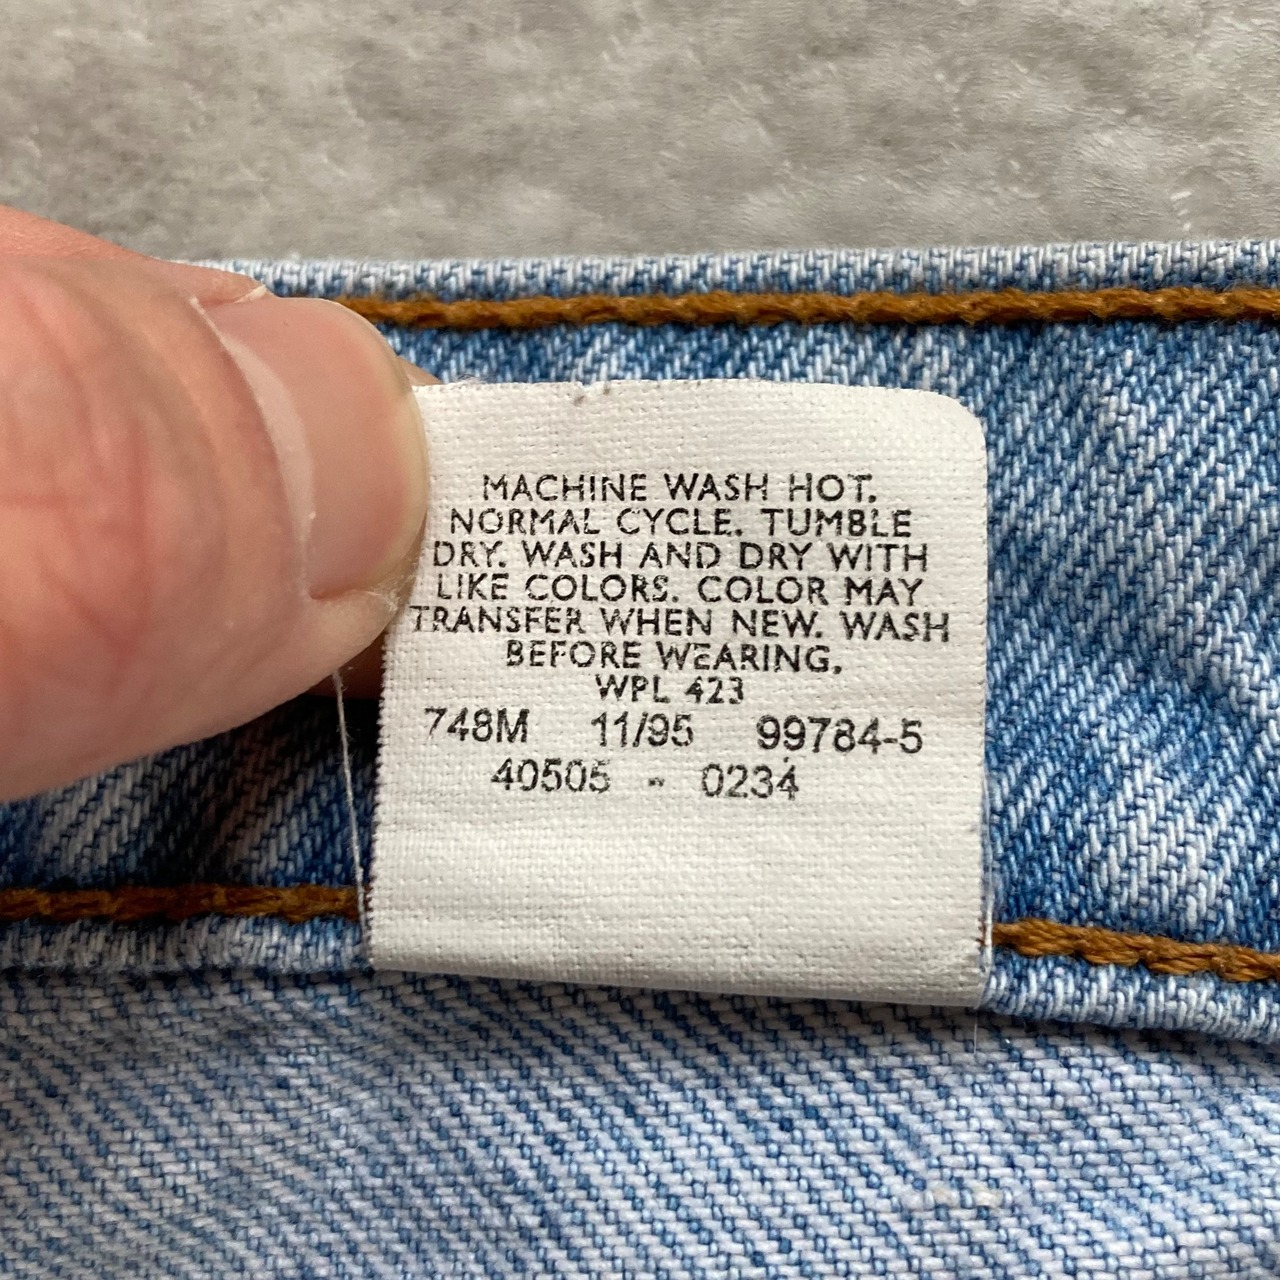 MACHINE WASH HOT.
NORMAL CYCLE. TUMBLE
DRY. WASH AND DRY WITH
LIKE COLORS. COLOR MAY
TRANSFER WHEN NEW. WASH
BEFORE WEARING.
WPL 423
748M 11/95 99784-5
40505 - 0234